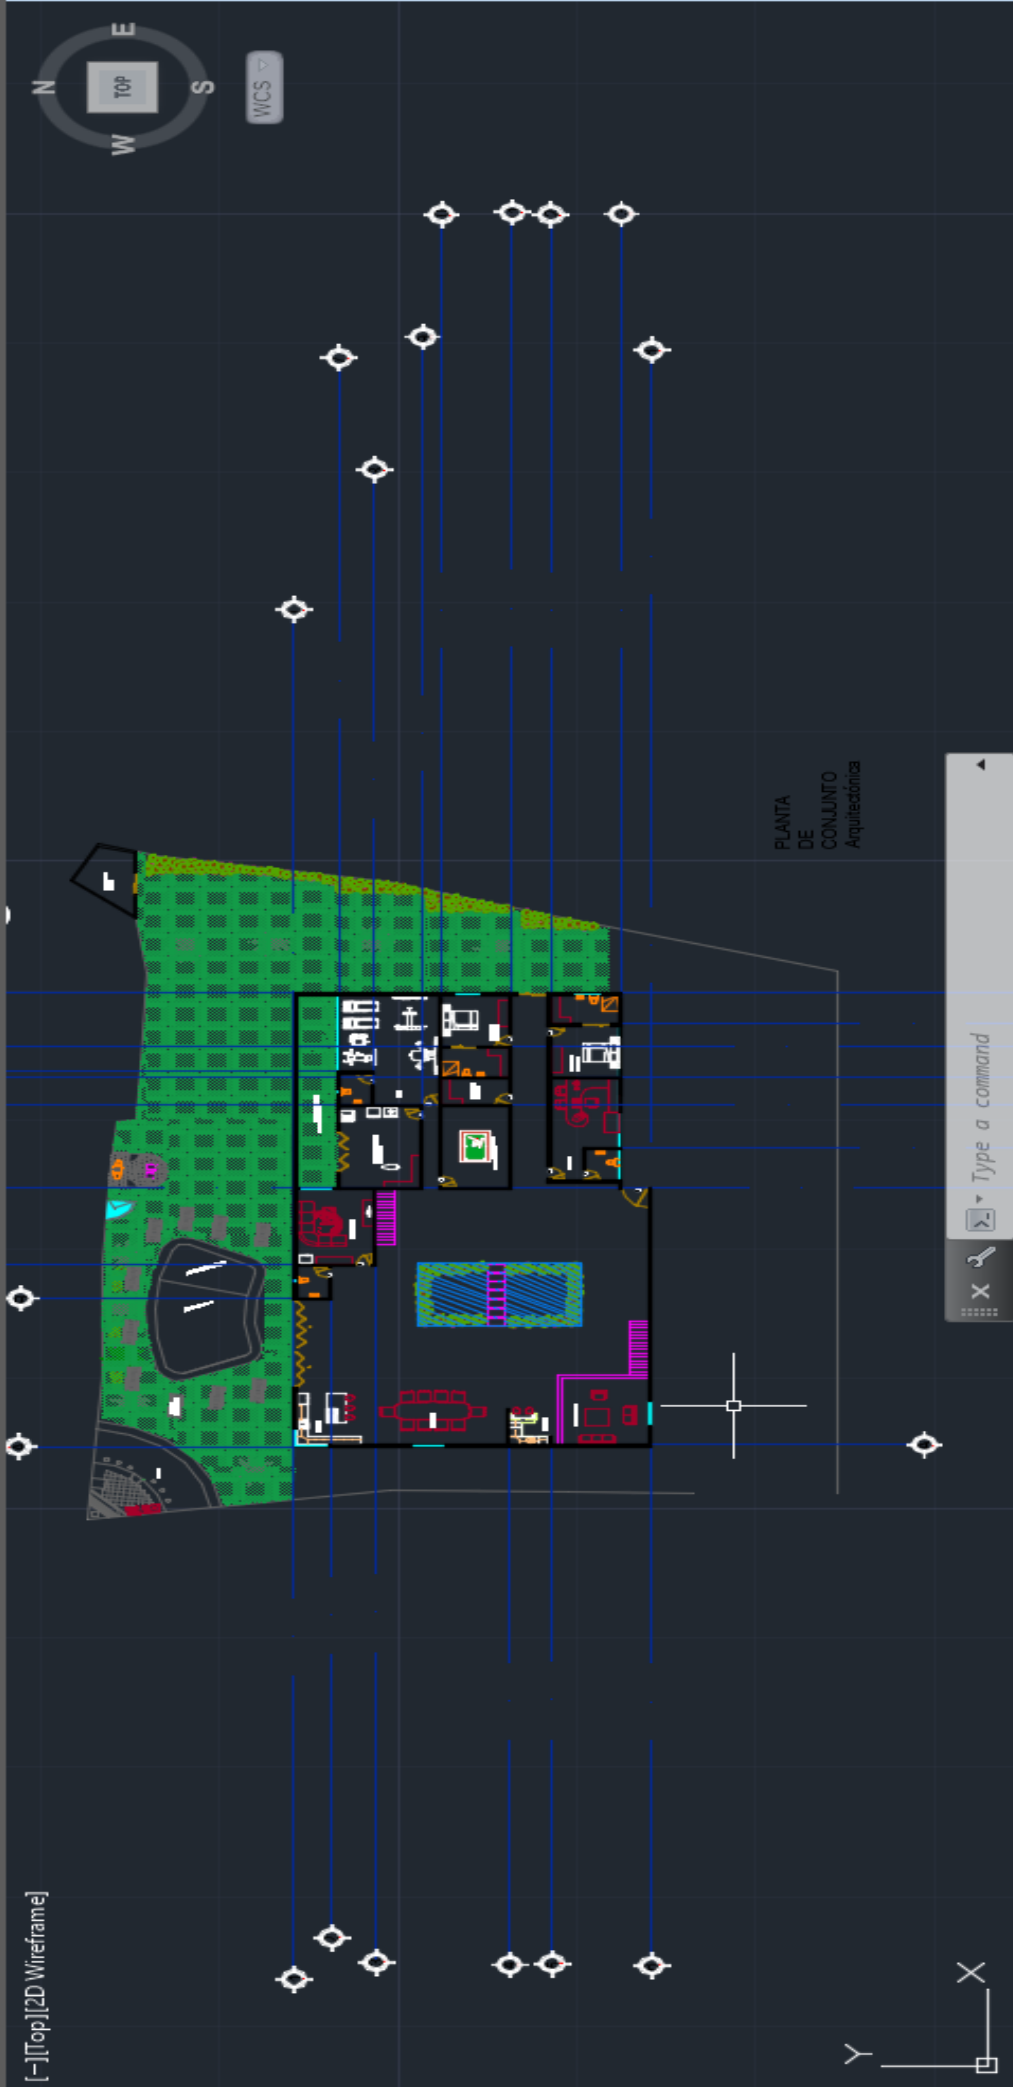 [−][Top][2D Wireframe]
N
E
TOP
S
W
WCS
PLANTA
DE
CONJUNTO
Arquitectónica
Type a command
Y
X